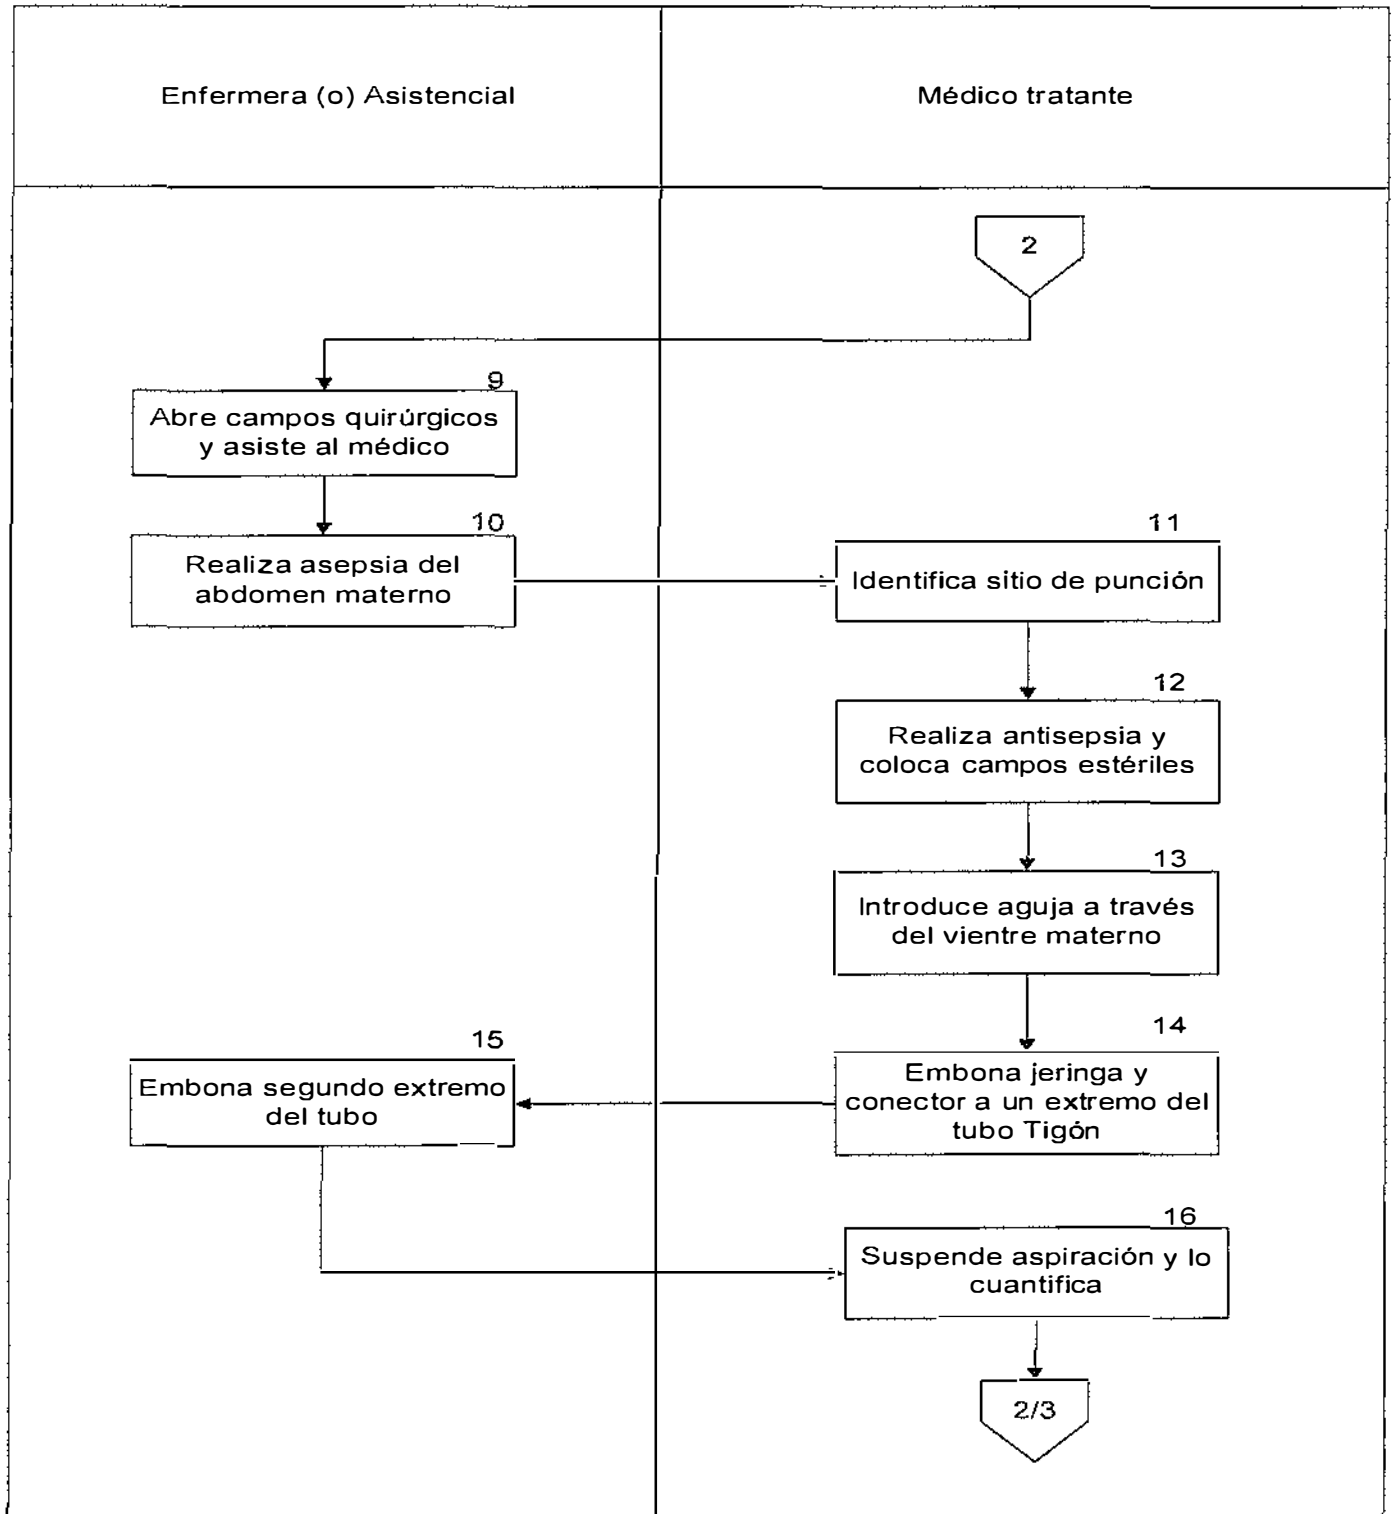 Enfermera (o) Asistencial
Médico tratante
2
9
Abre campos quirúrgicos
y asiste al médico
10
Realiza asepsia del
abdomen materno
11
Identifica sitio de punción
12
Realiza antisepsia y
coloca campos estériles
13
Introduce aguja a través
del vientre materno
14
Embona jeringa y
conector a un extremo del
tubo Tigón
15
Embona segundo extremo
del tubo
16
Suspende aspiración y lo
cuantifica
2/3